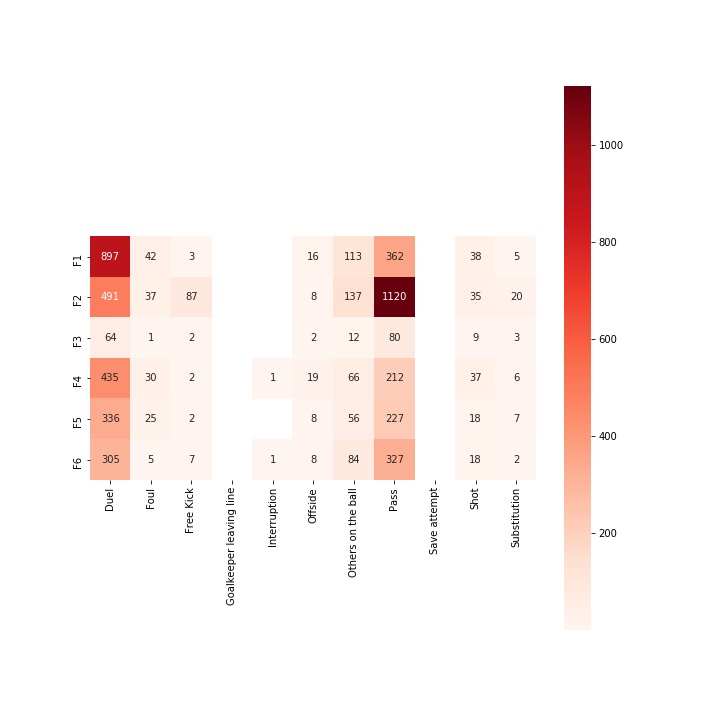 1000
800
600
400
200
F1 897 42 3 16 113 362 38 5
F2 491 37 87 8 137 1120 35 20
F3 64 1 2 2 12 80 9 3
F4 435 30 2 1 19 66 212 37 6
F5 336 25 2 8 56 227 18 7
F6 305 5 7 1 8 84 327 18 2
Duel
Foul
Free Kick
Goalkeeper leaving line
Interruption
Offside
Others on the ball
Pass
Save attempt
Shot
Substitution